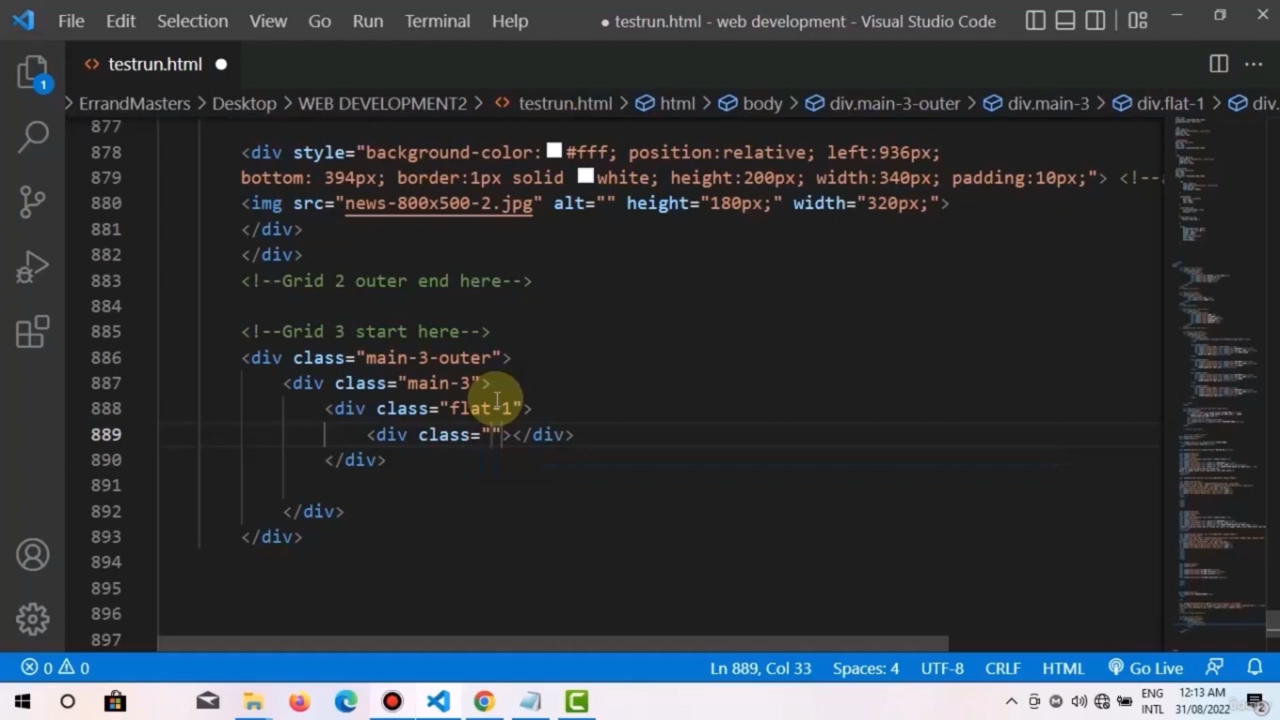 File Edit Selection View Go Run Terminal Help ● testrun.html - web development - Visual Studio Code
<> testrun.html ●
1
> ErrandMasters > Desktop > WEB DEVELOPMENT2 > <> testrun.html > html > body > div.main-3-outer > div.main-3 > div.flat-1 > div.
877
878 <div style="background-color:#fff; position:relative; left:936px;
879 bottom: 394px; border:1px solid white; height:200px; width:340px; padding:10px;"> <!--
880 <img src="news-800x500-2.jpg" alt="" height="180px;" width="320px;">
881 </div>
882 </div>
883 <!--Grid 2 outer end here-->
884
885 <!--Grid 3 start here-->
886 <div class="main-3-outer">
887 <div class="main-3">
888 <div class="flat-1">
889 <div class=""></div>
890 </div>
891
892 </div>
893 </div>
894
895
896
897
0 0 Ln 889, Col 33 Spaces: 4 UTF-8 CRLF HTML Go Live
ENG 12:13 AM
INTL 31/08/2022 2